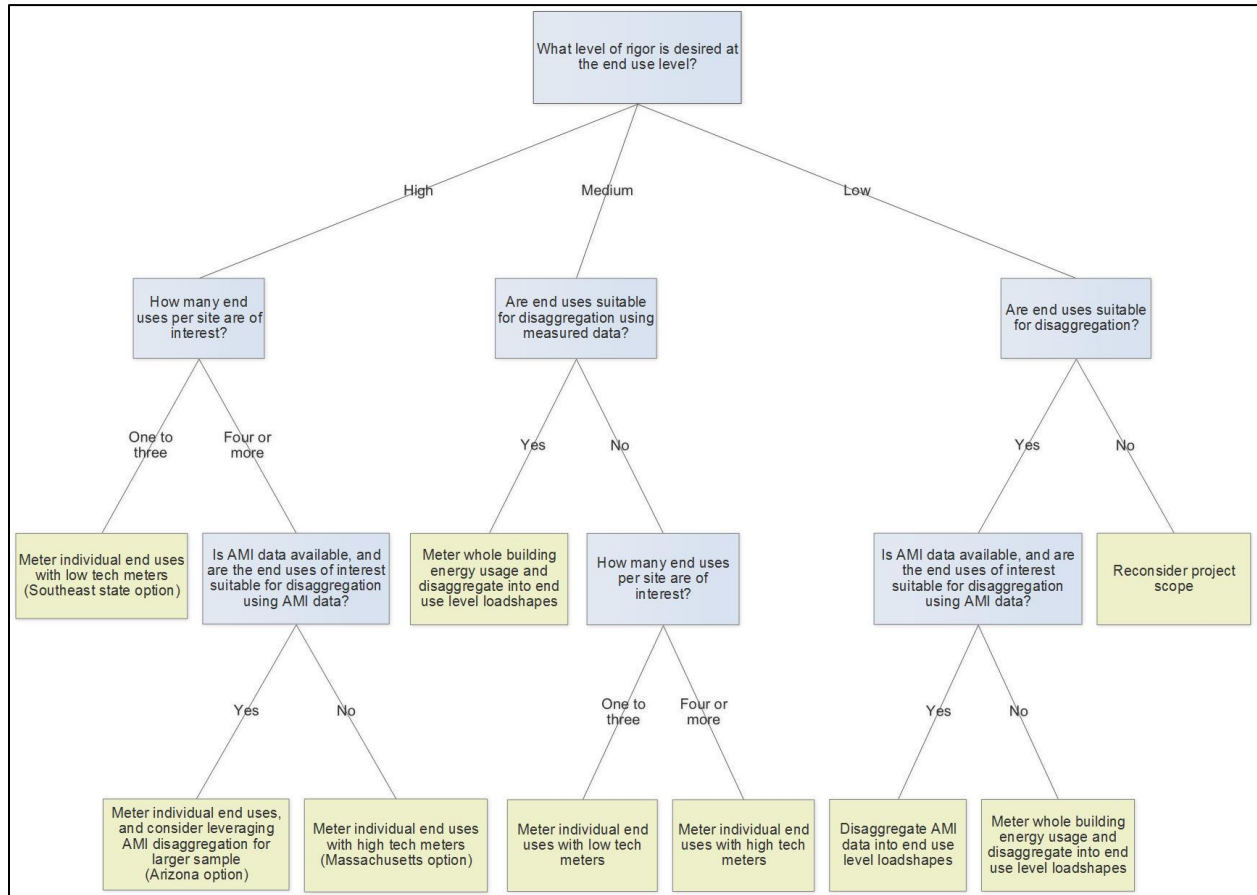 What level of rigor is desired at
the end use level?
High
Medium
Low
How many end
uses per site are of
interest?
Are end uses suitable
for disaggregation using
measured data?
Are end uses suitable
for disaggregation?
One to
three
Four or
more
Yes
No
Yes
No
Meter individual end uses
with low tech meters
(Southeast state option)
Is AMI data available, and
are the end uses of interest
suitable for disaggregation
using AMI data?
Meter whole building
energy usage and
disaggregate into end
use level loadshapes
How many end uses
per site are of
interest?
Is AMI data available, and are
the end uses of interest
suitable for disaggregation
using AMI data?
Reconsider project
scope
Yes
No
One to
three
Four or
more
Yes
No
Meter individual end uses,
and consider leveraging
AMI disaggregation for
larger sample
(Arizona option)
Meter individual end uses
with high tech meters
(Massachusetts option)
Meter individual end
uses with low tech
meters
Meter individual end
uses with high tech
meters
Disaggregate AMI
data into end use
level loadshapes
Meter whole building
energy usage and
disaggregate into end
use level loadshapes